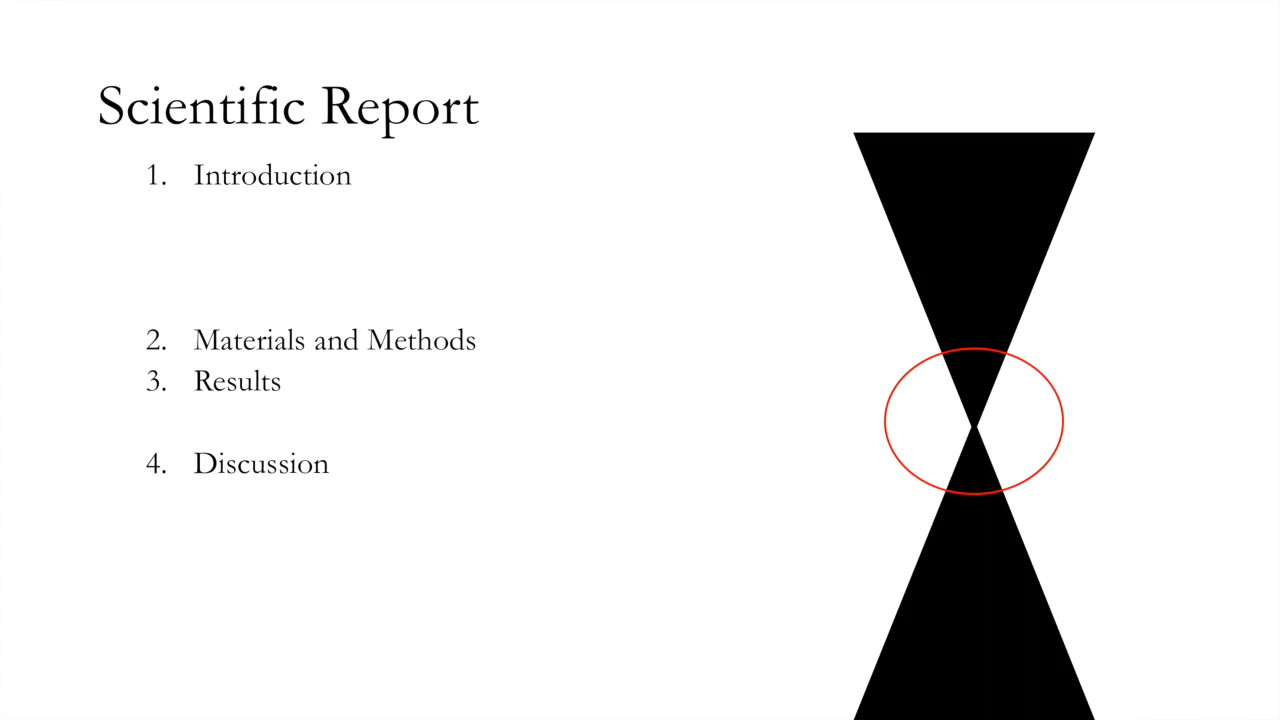 Scientific Report
1. Introduction
2. Materials and Methods
3. Results
4. Discussion